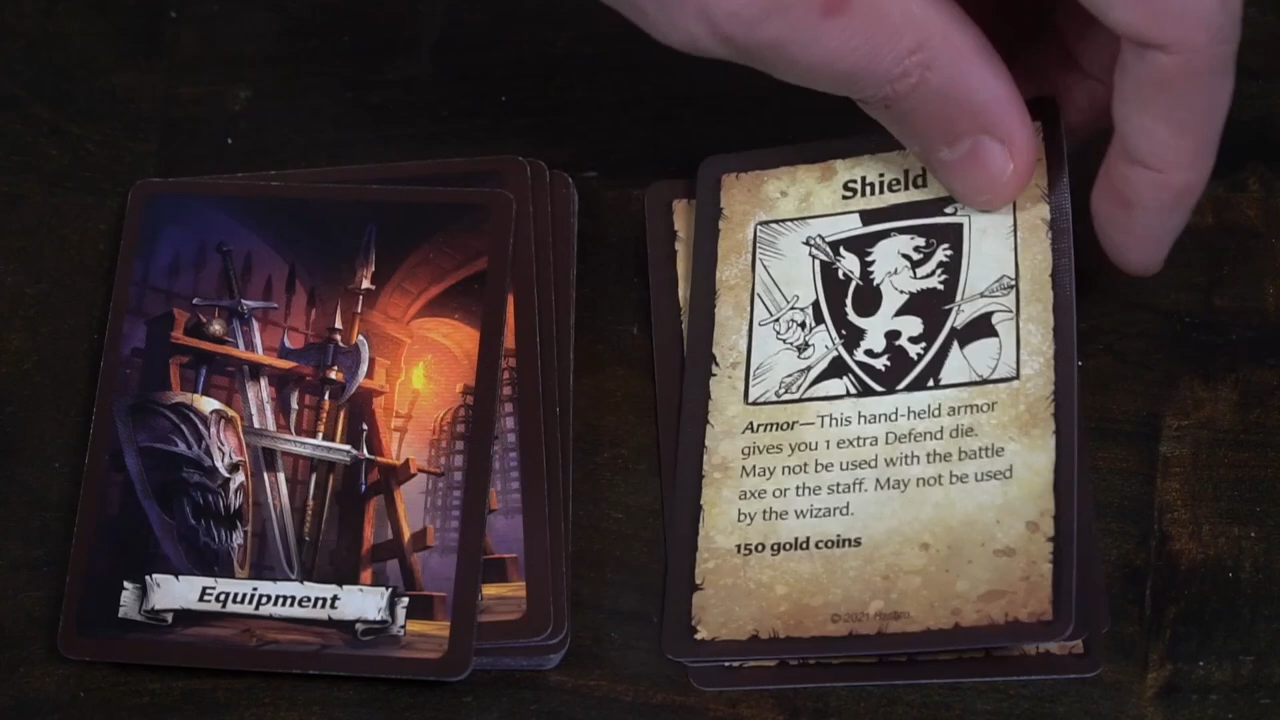 Equipment
Shield
Armor—This hand-held armor
gives you 1 extra Defend die.
May not be used with the battle
axe or the staff. May not be used
by the wizard.
150 gold coins
© 2021 Hasbro.